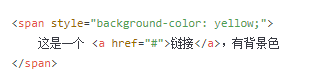 <span style="background-color: yellow;">
这是一个 <a href="#">链接</a>，有背景色
</span>